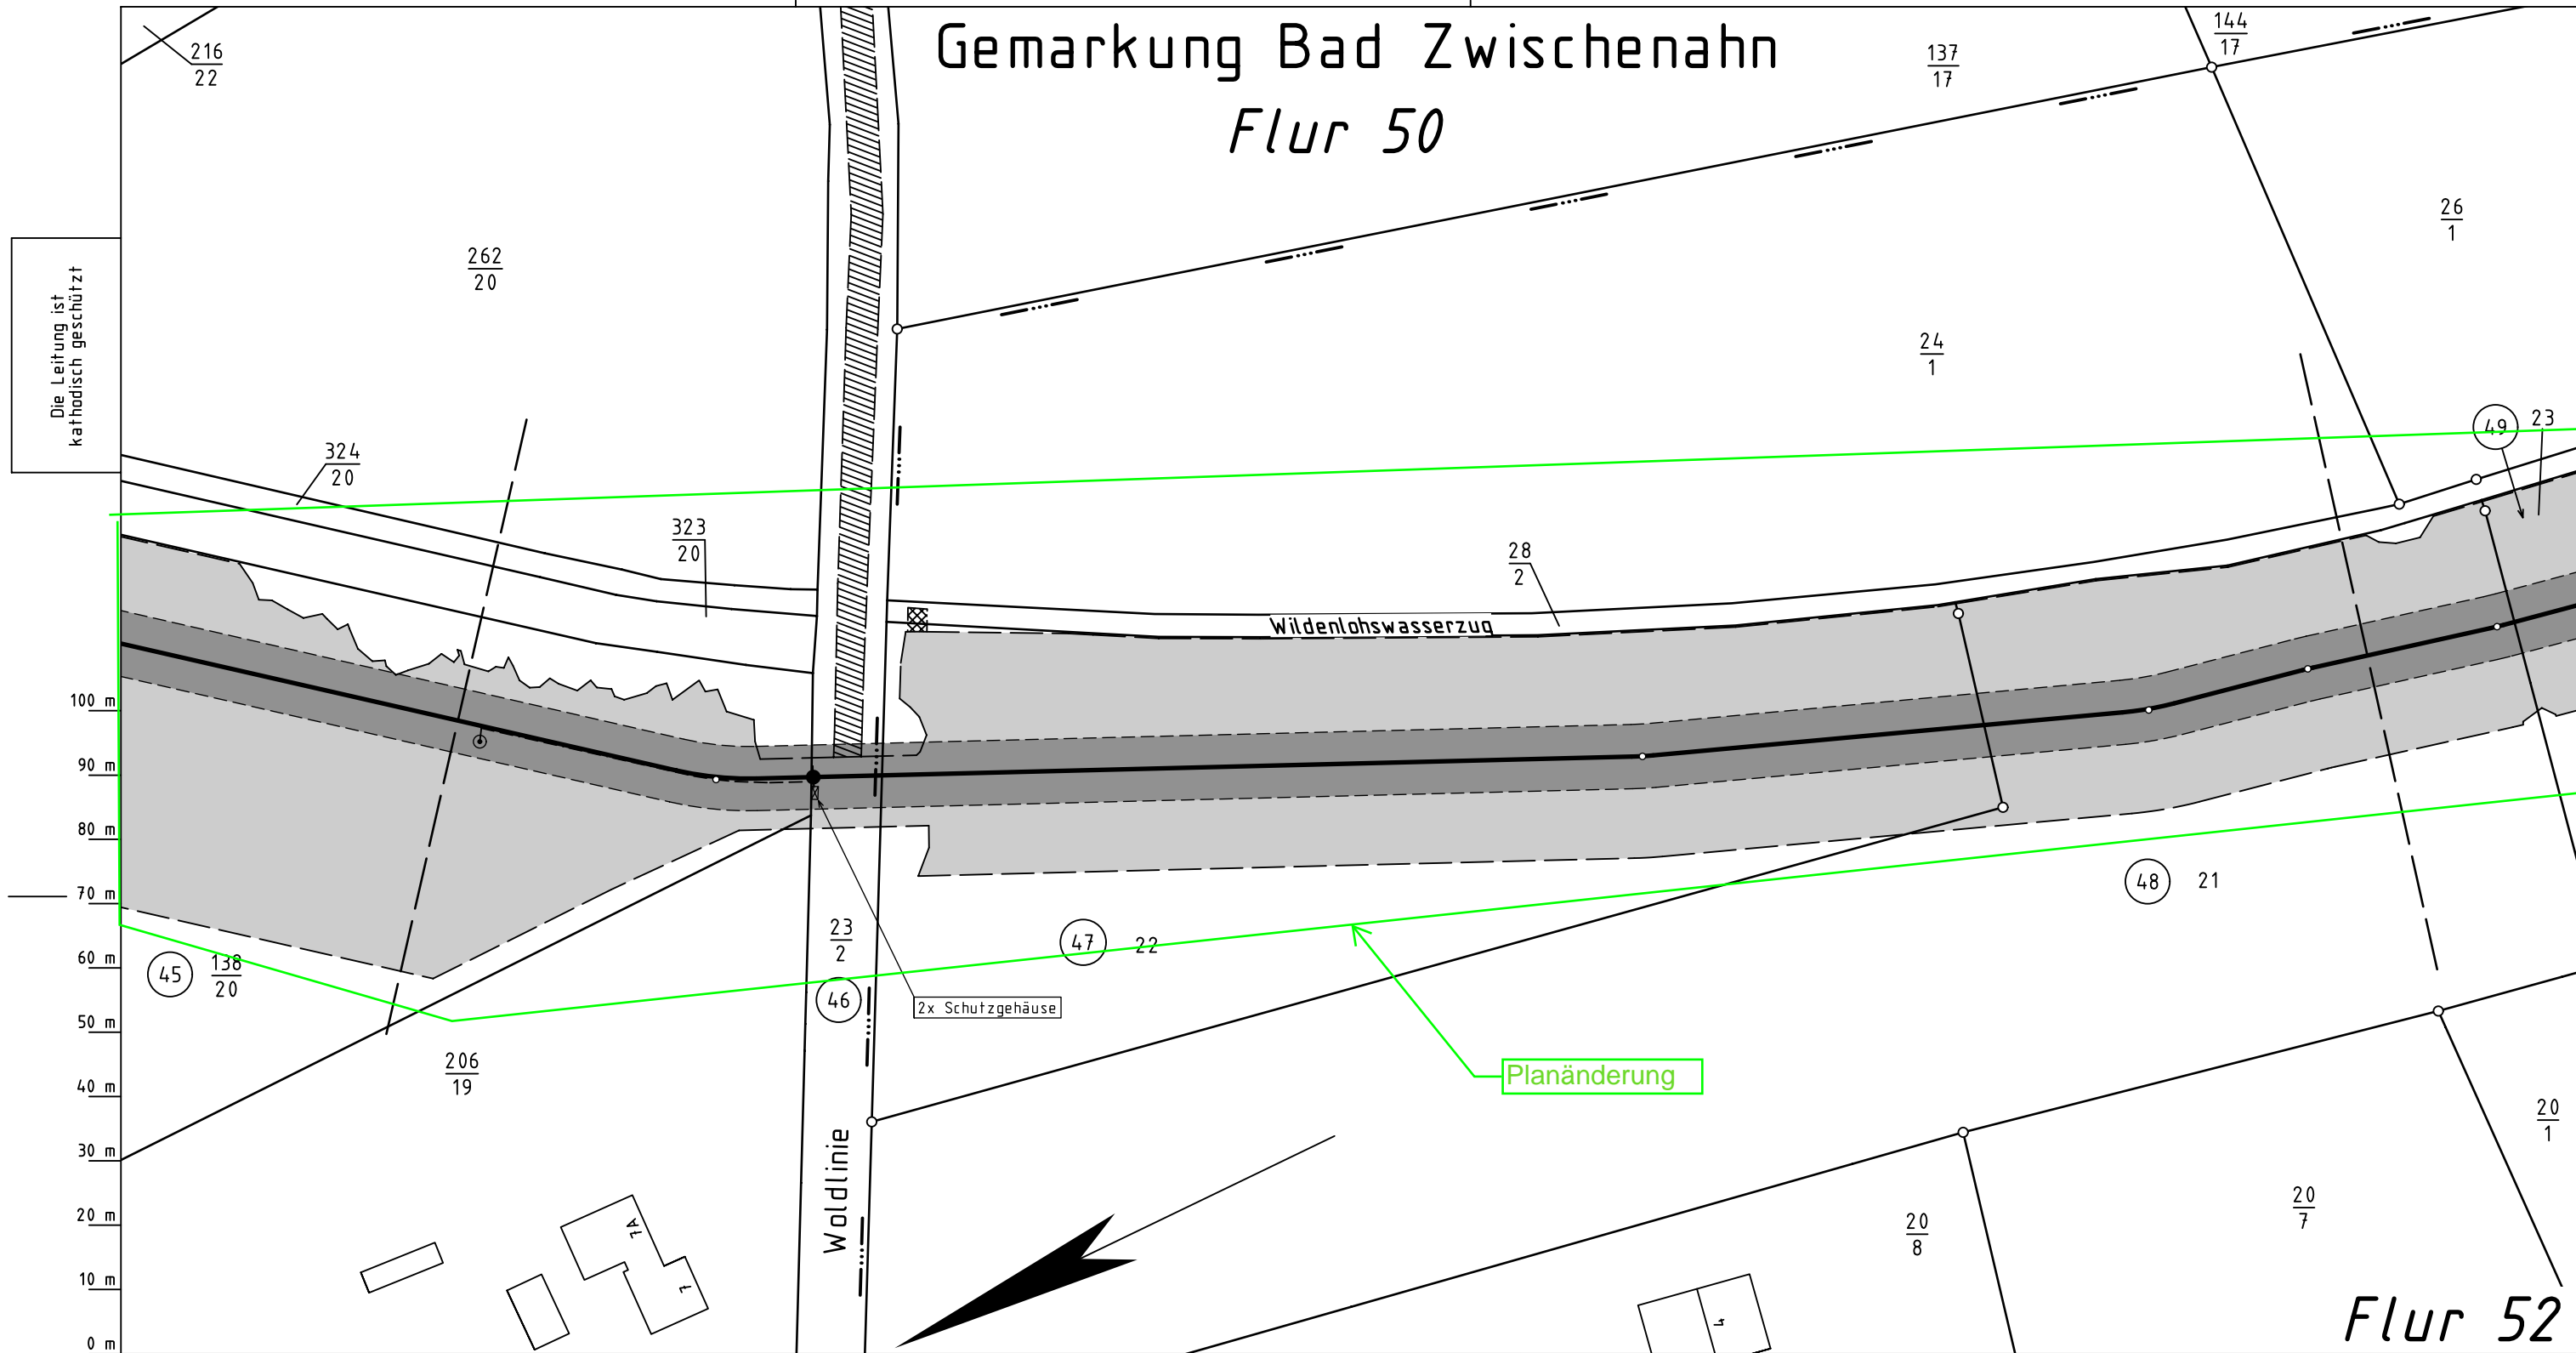 Gemarkung Bad Zwischenahn
Flur 50
216
22
137
17
144
17
26
1
262
20
24
1
Die Leitung ist
kathodisch geschützt
324
20
323
20
28
2
49
23
Wildenlohswasserzug
100 m
90 m
80 m
70 m
60 m
50 m
40 m
30 m
20 m
10 m
0 m
45
138
20
23
2
46
47
22
48
21
2x Schutzgehäuse
206
19
Planänderung
Woldlinie
7A
7
4
20
8
20
7
20
1
Flur 52